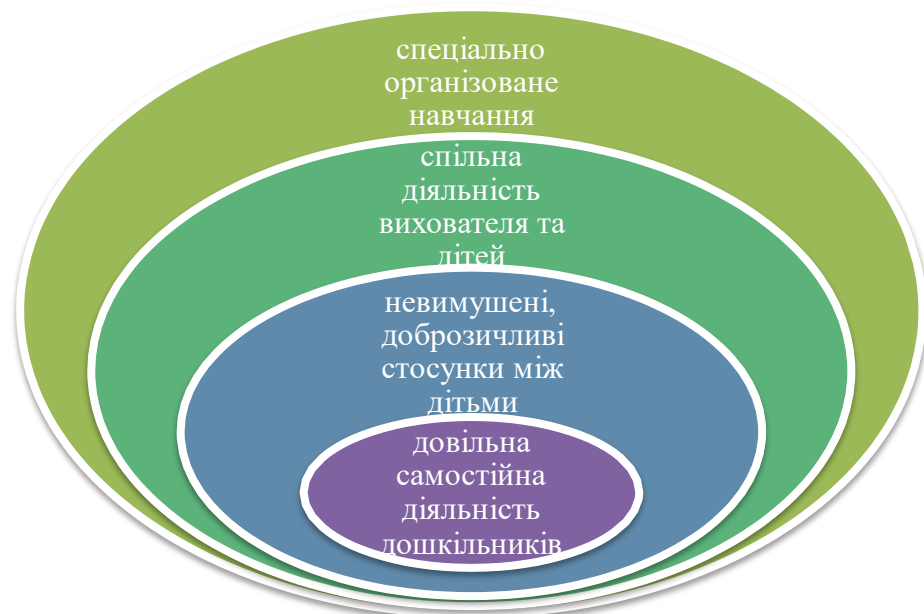 спеціально
організоване
навчання
спільна
діяльність
вихователя та
дітей
невимушені,
доброзичливі
стосунки між
дітьми
довільна
самостійна
діяльність
дошкільників